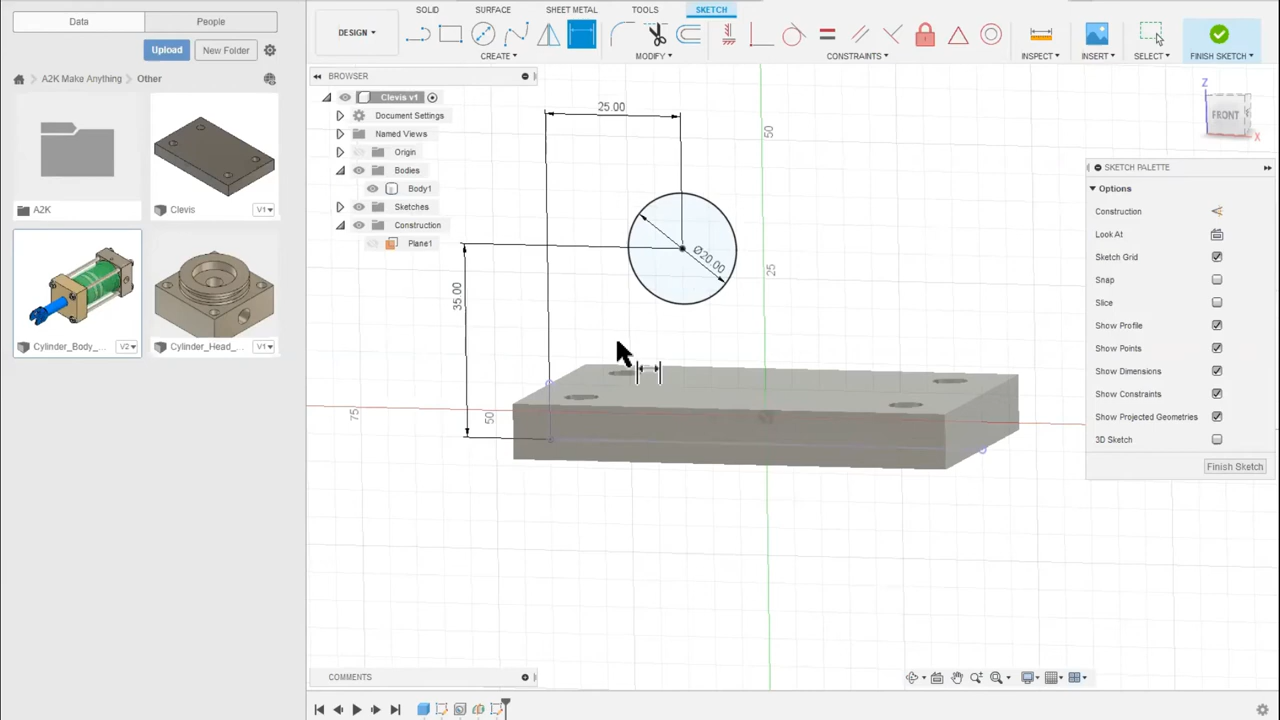 Data
People
Upload
New Folder
A2K Make Anything
Other
A2K
Clevis
V1
Cylinder_Body_...
V2
Cylinder_Head_...
V1
DESIGN
SOLID
SURFACE
SHEET METAL
SKETCH
TOOLS
CREATE
MODIFY
CONSTRAINTS
INSPECT
INSERT
SELECT
FINISH SKETCH
BROWSER
Clevis v1
Document Settings
Named Views
Origin
Bodies
Body1
Sketches
Construction
Plane1
25.00
50
Ø20.00
25
35.00
75
50
Z
FRONT
X
SKETCH PALETTE
Options
Construction
Look At
Sketch Grid
Snap
Slice
Show Profile
Show Points
Show Dimensions
Show Constraints
Show Projected Geometries
3D Sketch
Finish Sketch
COMMENTS